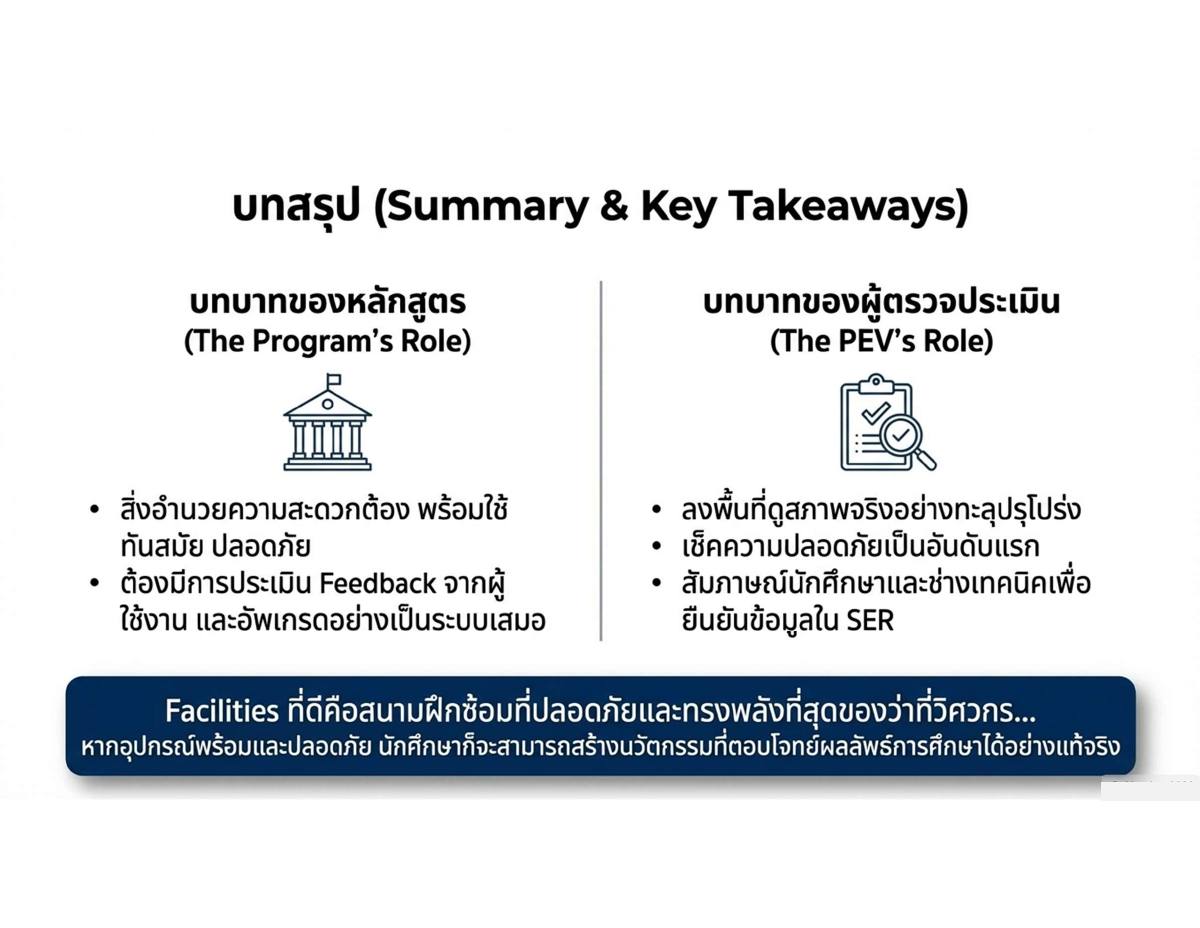 บทสรุป (Summary & Key Takeaways)
บทบาทของหลักสูตร
(The Program's Role)
• สิ่งอำนวยความสะดวกต้อง พร้อมใช้
ทันสมัย ปลอดภัย
• ต้องมีการประเมิน Feedback จากผู้
ใช้งาน และอัพเกรดอย่างเป็นระบบเสมอ
บทบาทของผู้ตรวจประเมิน
(The PEV's Role)
• ลงพื้นที่ดูสภาพจริงอย่างทะลุปรุโปร่ง
• เช็คความปลอดภัยเป็นอันดับแรก
• สัมภาษณ์นักศึกษาและช่างเทคนิคเพื่อ
ยืนยันข้อมูลใน SER
Facilities ที่ดีคือสนามฝึกซ้อมที่ปลอดภัยและทรงพลังที่สุดของว่าที่วิศวกร...
หากอุปกรณ์พร้อมและปลอดภัย นักศึกษาก็จะสามารถสร้างนวัตกรรมที่ตอบโจทย์ผลลัพธ์การศึกษาได้อย่างแท้จริง